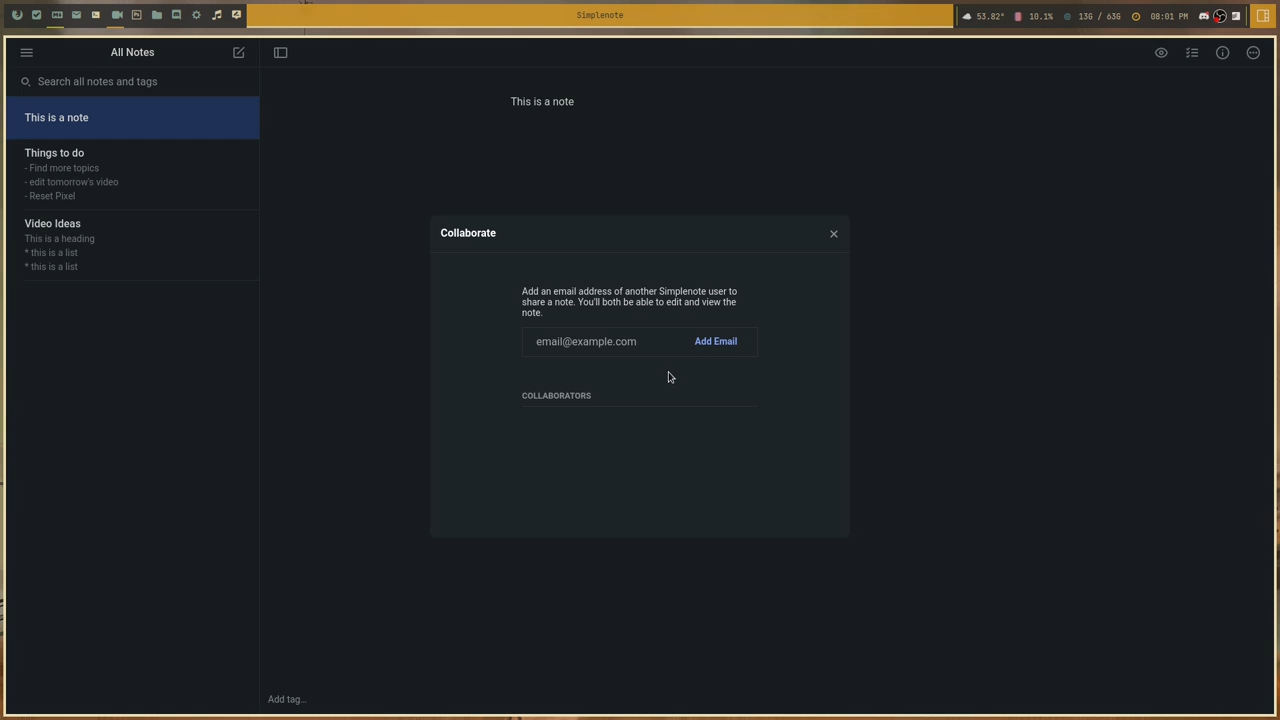 Simplenote
53.82°
10.1%
13G / 63G
08:01 PM
All Notes
Search all notes and tags
This is a note
Things to do
- Find more topics
- edit tomorrow's video
- Reset Pixel
Video Ideas
This is a heading
* this is a list
* this is a list
This is a note
Collaborate
Add an email address of another Simplenote user to
share a note. You'll both be able to edit and view the
note.
email@example.com
Add Email
COLLABORATORS
Add tag...